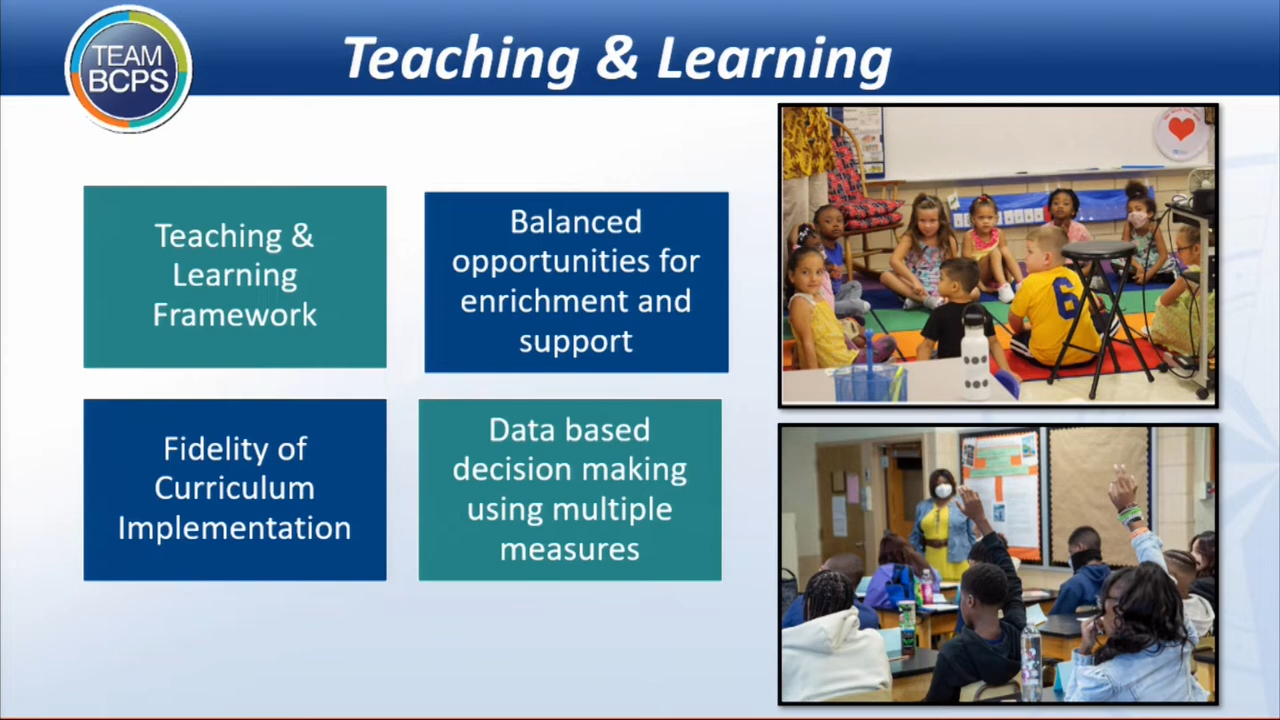 TEAM
BCPS
Teaching & Learning
Teaching &
Learning
Framework
Balanced
opportunities for
enrichment and
support
Fidelity of
Curriculum
Implementation
Data based
decision making
using multiple
measures
6